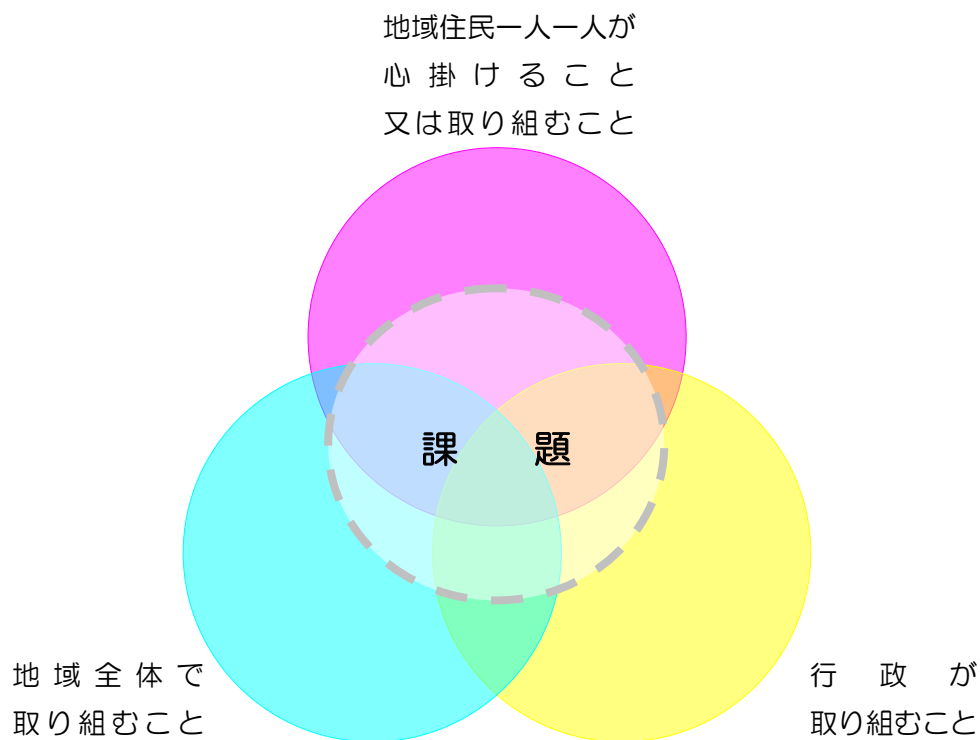 地域住民一人一人が
心掛けること
又は取り組むこと
課題
地域全体で
取り組むこと
行政が
取り組むこと